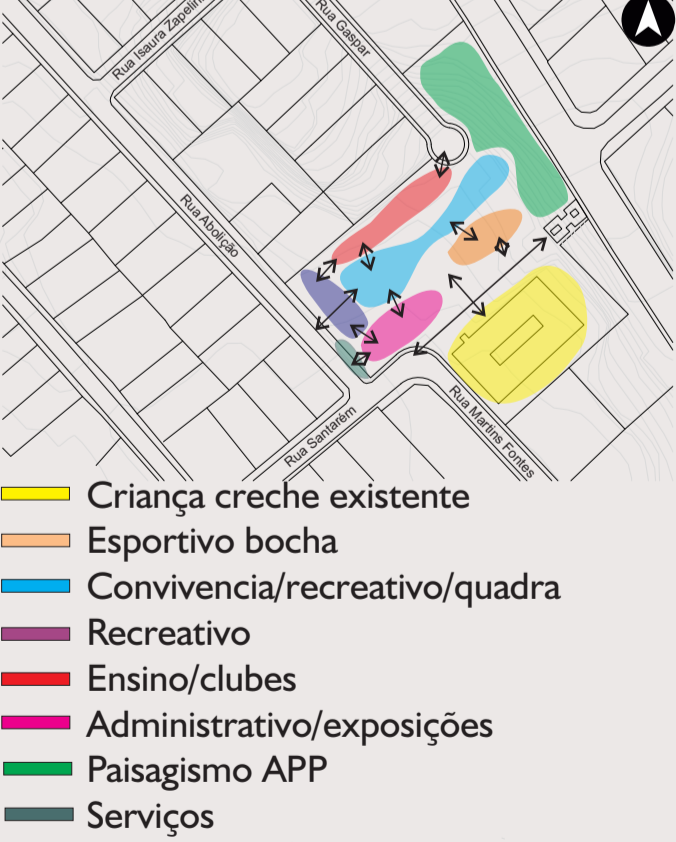 Rua Isaura Zapelini
Rua Gaspar
Rua Abolição
Rua Santarém
Rua Martins Fontes
Criança creche existente
Esportivo bocha
Convivencia/recreativo/quadra
Recreativo
Ensino/clubes
Administrativo/exposições
Paisagismo APP
Serviços